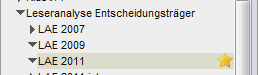 Leseranalyse Entscheidungsträger
LAE 2007
LAE 2009
LAE 2011